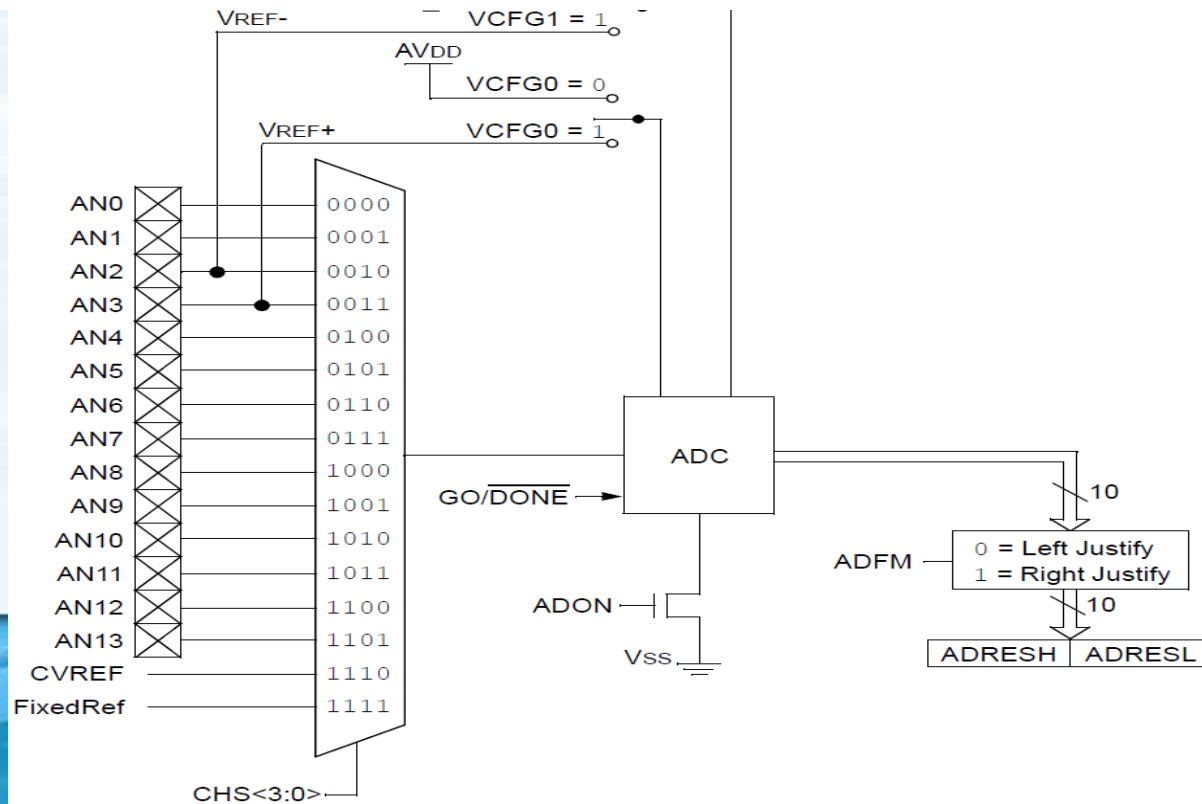 VREF-
VCFG1 = 1
AVDD
VCFG0 = 0
VREF+
VCFG0 = 1
AN0
0000
AN1
0001
AN2
0010
AN3
0011
AN4
0100
AN5
0101
AN6
0110
AN7
0111
AN8
1000
AN9
1001
AN10
1010
AN11
1011
AN12
1100
AN13
1101
CVREF
1110
FixedRef
1111
CHS<3:0>
ADC
GO/DONE
ADON
VSS
10
ADFM
0 = Left Justify
1 = Right Justify
10
ADRESH
ADRESL